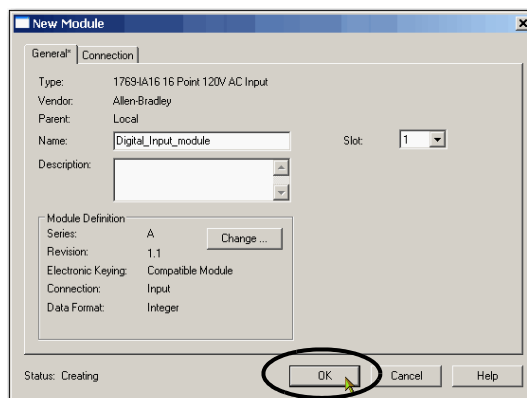 New Module
General* Connection
Type: 1769-IA16 16 Point 120V AC Input
Vendor: Allen-Bradley
Parent: Local
Name: Digital_Input_module Slot: 1
Description:
Module Definition
Series: A Change ...
Revision: 1.1
Electronic Keying: Compatible Module
Connection: Input
Data Format: Integer
Status: Creating OK Cancel Help